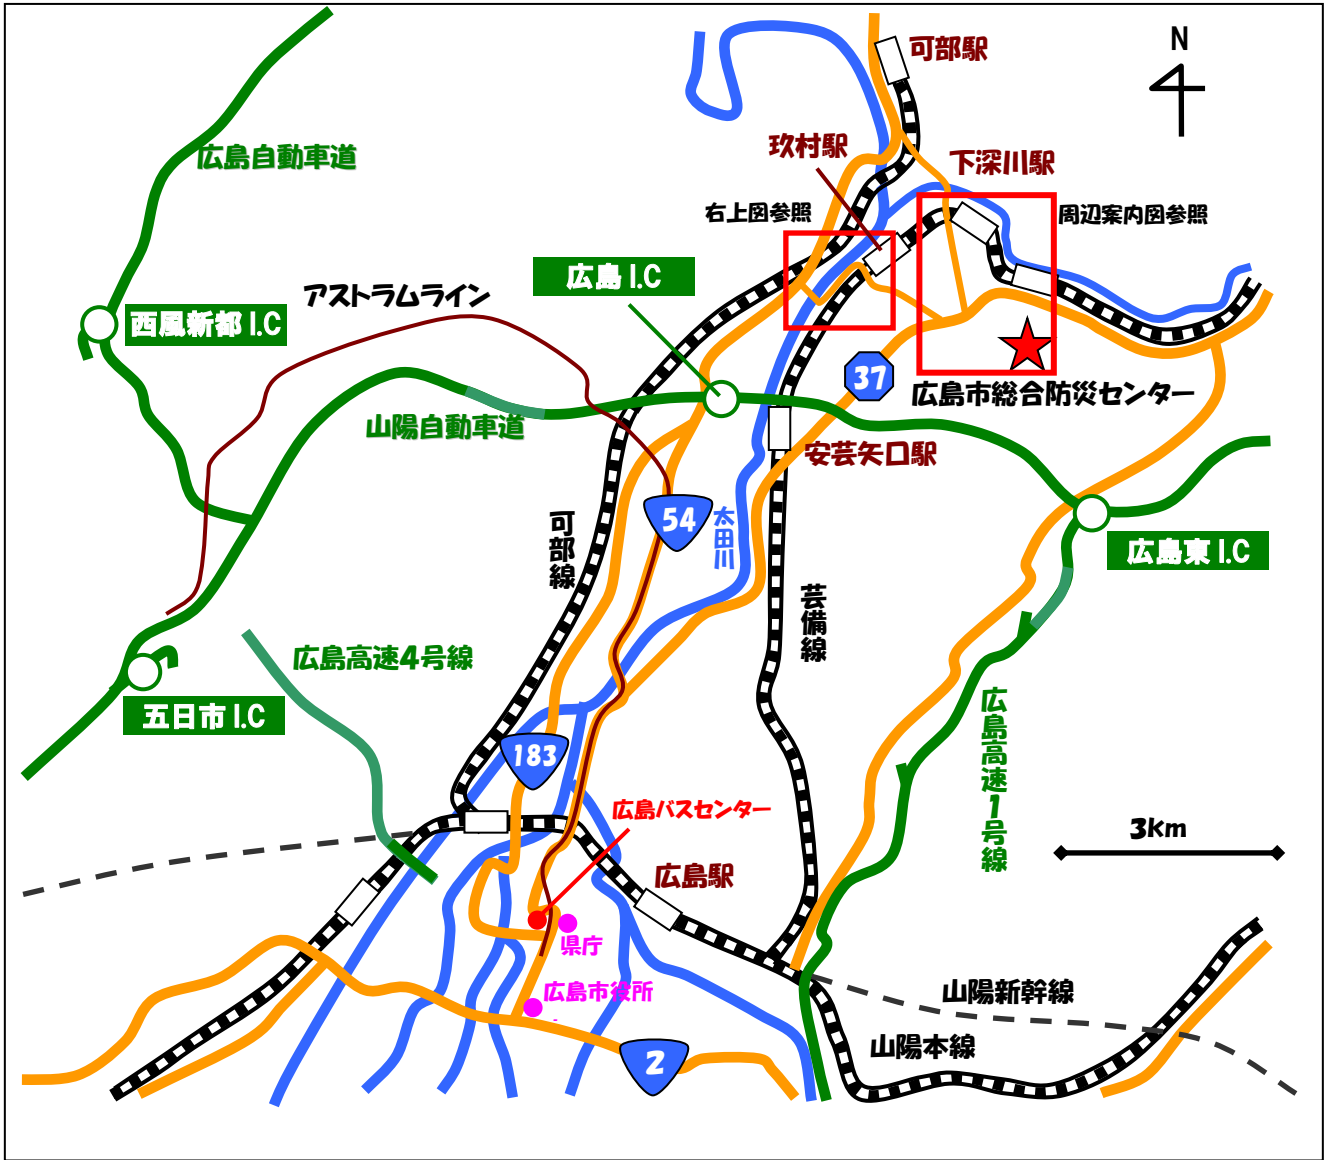 N
可部駅
玖村駅
広島自動車道
下深川駅
右上図参照
周辺案内図参照
広島 I.C
アストラムライン
西風新都 I.C
37
広島市総合防災センター
山陽自動車道
安芸矢口駅
54
太田川
可部線
広島東 I.C
芸備線
広島高速4号線
五日市 I.C
広島高速1号線
183
広島バスセンター
3km
広島駅
県庁
広島市役所
山陽新幹線
山陽本線
2